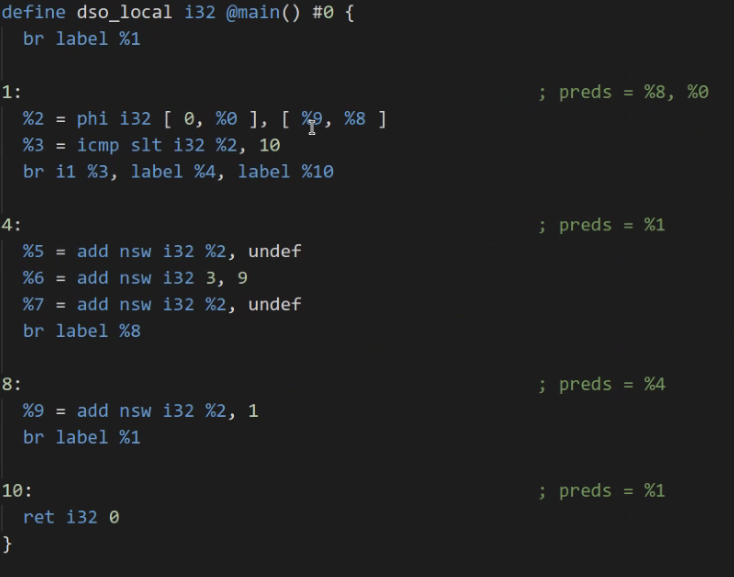 define dso_local i32 @main() #0 {
  br label %1

1:                                                ; preds = %8, %0
  %2 = phi i32 [ 0, %0 ], [ %9, %8 ]
  %3 = icmp slt i32 %2, 10
  br i1 %3, label %4, label %10

4:                                                ; preds = %1
  %5 = add nsw i32 %2, undef
  %6 = add nsw i32 3, 9
  %7 = add nsw i32 %2, undef
  br label %8

8:                                                ; preds = %4
  %9 = add nsw i32 %2, 1
  br label %1

10:                                               ; preds = %1
  ret i32 0
}